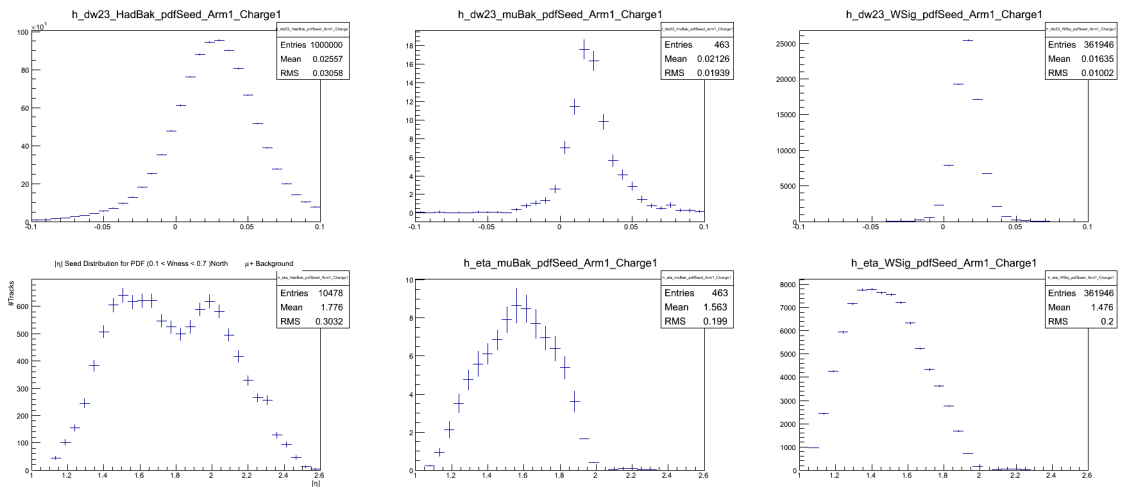 h_dw23_HadBak_pdfSeed_Arm1_Charge1
×10³
h_dw23_HadBak_pdfSeed_Arm1_Charge1
Entries 1000000
Mean 0.02557
RMS 0.03058
100
80
60
40
20
0
-0.1 -0.05 0 0.05 0.1
h_dw23_muBak_pdfSeed_Arm1_Charge1
h_dw23_muBak_pdfSeed_Arm1_Charge1
Entries 463
Mean 0.02126
RMS 0.01939
18
16
14
12
10
8
6
4
2
0
-0.1 -0.05 0 0.05 0.1
h_dw23_WSig_pdfSeed_Arm1_Charge1
h_dw23_WSig_pdfSeed_Arm1_Charge1
Entries 361946
Mean 0.01635
RMS 0.01002
25000
20000
15000
10000
5000
0
-0.1 -0.05 0 0.05 0.1
|η| Seed Distribution for PDF (0.1 < Wness < 0.7 )North μ+ Background
h_eta_HadBak_pdfSeed_Arm1_Charge1
Entries 10478
Mean 1.776
RMS 0.3032
#Tracks
600
500
400
300
200
100
0
1 1.2 1.4 1.6 1.8 2 2.2 2.4 2.6
|η|
h_eta_muBak_pdfSeed_Arm1_Charge1
h_eta_muBak_pdfSeed_Arm1_Charge1
Entries 463
Mean 1.563
RMS 0.199
10
8
6
4
2
0
1 1.2 1.4 1.6 1.8 2 2.2 2.4 2.6
h_eta_WSig_pdfSeed_Arm1_Charge1
h_eta_WSig_pdfSeed_Arm1_Charge1
Entries 361946
Mean 1.476
RMS 0.2
8000
7000
6000
5000
4000
3000
2000
1000
0
1 1.2 1.4 1.6 1.8 2 2.2 2.4 2.6